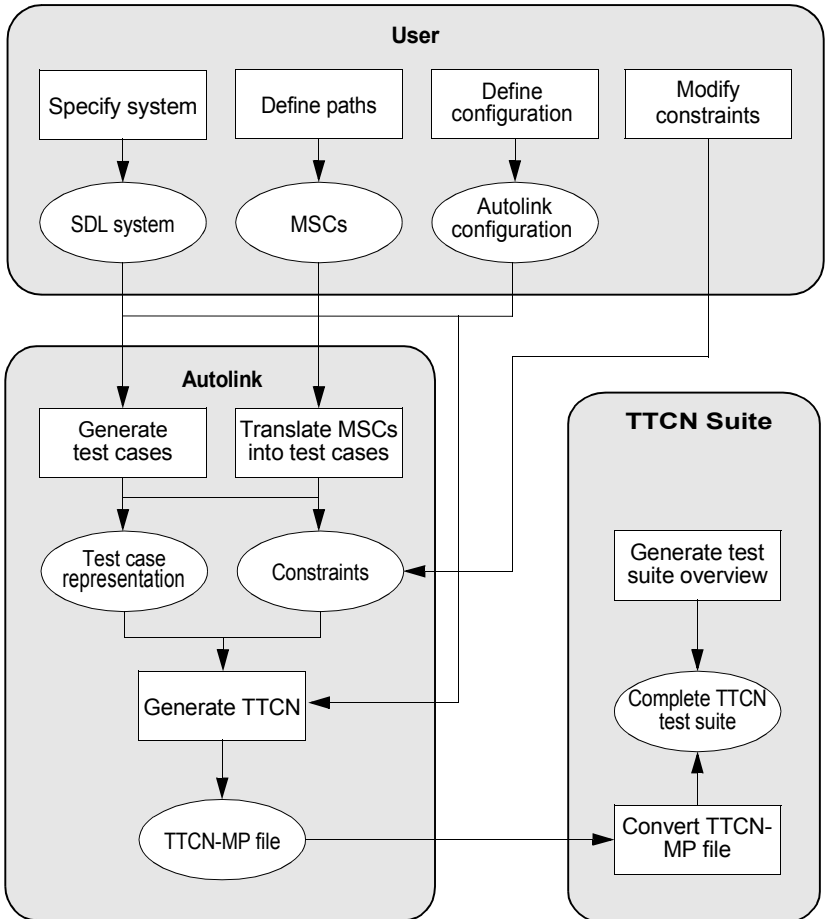 User
Specify system
Define paths
Define
configuration
Modify
constraints
SDL system
MSCs
Autolink
configuration
Autolink
Generate
test cases
Translate MSCs
into test cases
Test case
representation
Constraints
Generate TTCN
TTCN-MP file
TTCN Suite
Generate test
suite overview
Complete TTCN
test suite
Convert TTCN-
MP file